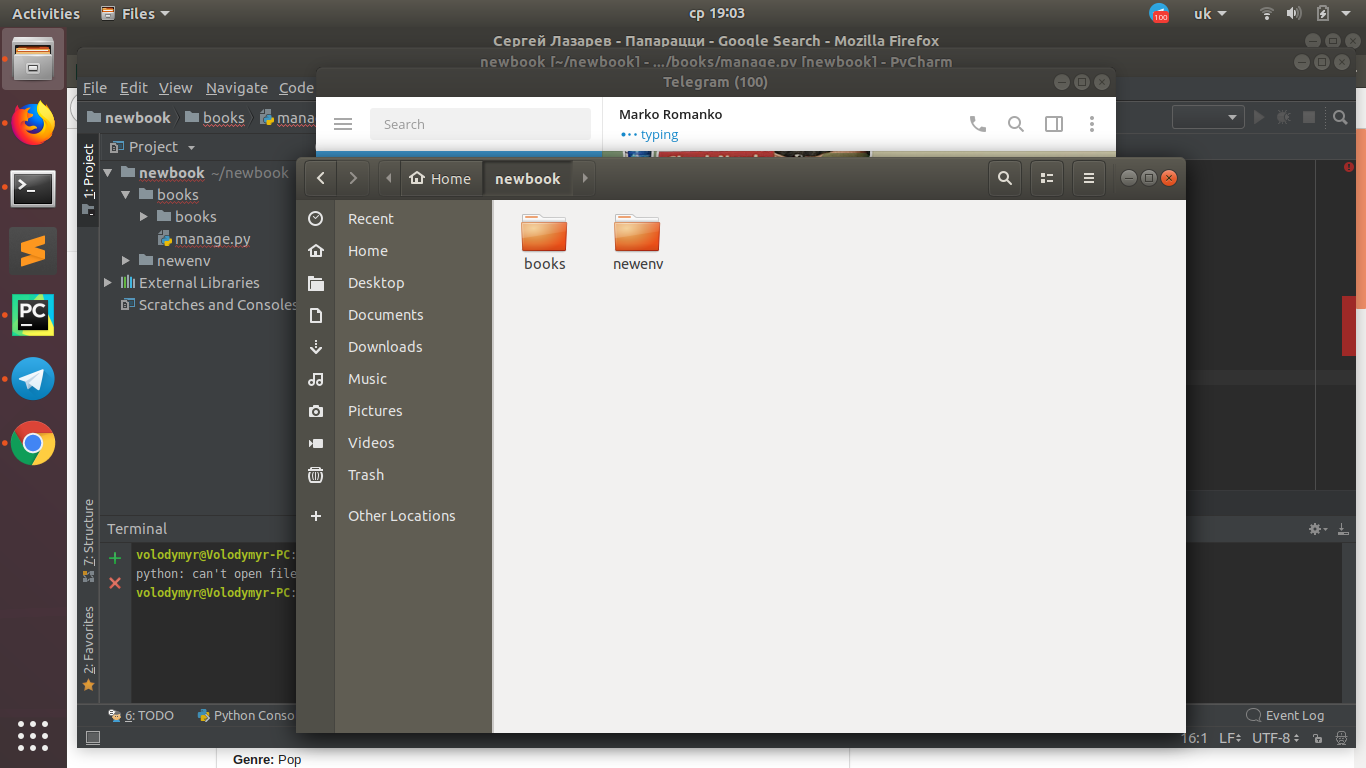 Activities
Files
ср 19:03
100
uk
Сергей Лазарев - Папарацци - Google Search - Mozilla Firefox
newbook [~/newbook] - .../books/manage.py [newbook] - PyCharm
Telegram (100)
File Edit View Navigate Code
Search
Marko Romanko
typing
newbook
books
Project
1: Project
newbook ~/newbook
books
books
manage.py
newenv
External Libraries
Scratches and Consoles
Home
newbook
Recent
Home
Desktop
Documents
Downloads
Music
Pictures
Videos
Trash
Other Locations
books
newenv
PC
7: Structure
2: Favorites
Terminal
volodymyr@Volodymyr-PC:
python: can't open file
volodymyr@Volodymyr-PC:
6: TODO
Event Log
16:1 LF UTF-8
Genre: Pop